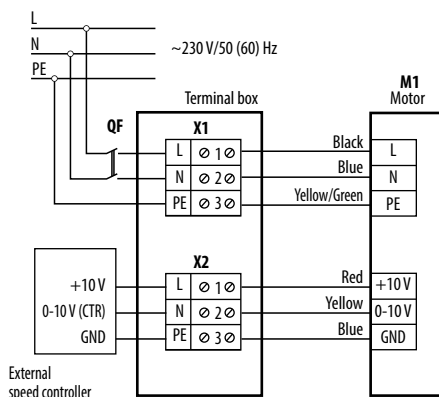 L
N
PE
~230 V/50 (60) Hz
Terminal box
M1
Motor
QF
X1
L 1
N 2
PE 3
Black
Blue
Yellow/Green
L
N
PE
X2
+10 V
0-10 V (CTR)
GND
L 1
N 2
PE 3
Red
Yellow
Blue
+10 V
0-10 V
GND
External
speed controller